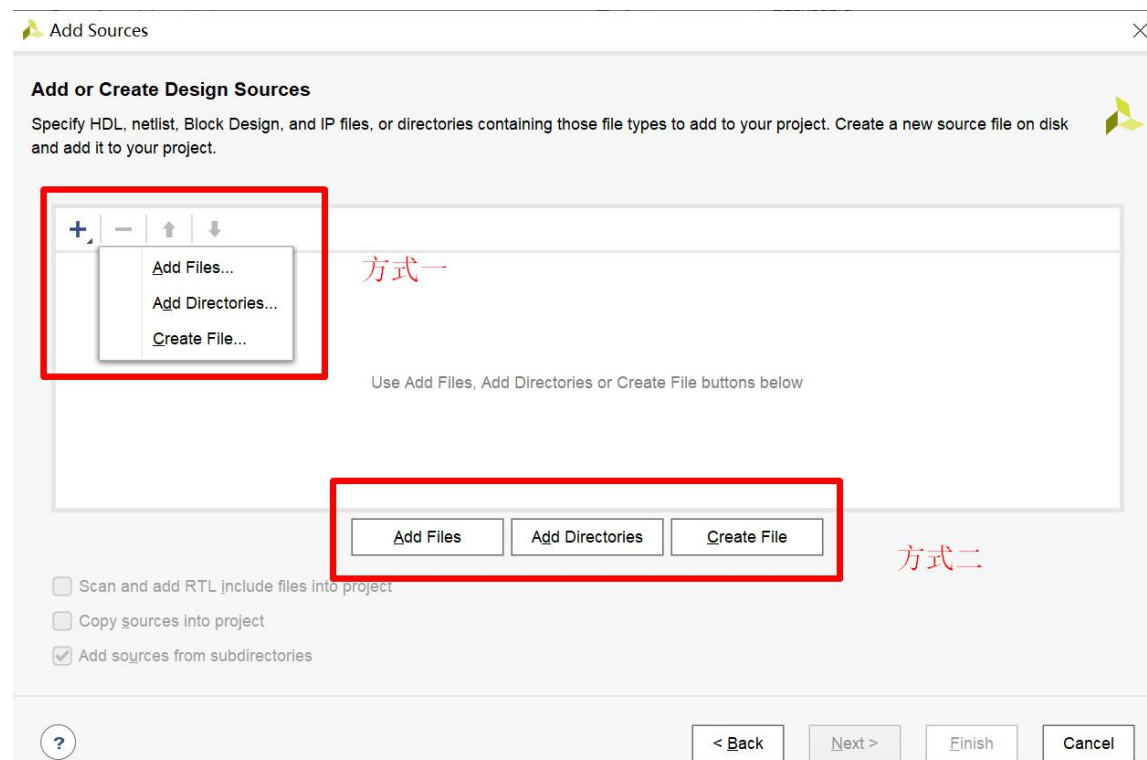 Add Sources
Add or Create Design Sources
Specify HDL, netlist, Block Design, and IP files, or directories containing those file types to add to your project. Create a new source file on disk
and add it to your project.
Add Files...
Add Directories...
Create File...
方式一
Use Add Files, Add Directories or Create File buttons below
Add Files
Add Directories
Create File
方式二
Scan and add RTL include files into project
Copy sources into project
Add sources from subdirectories
?
< Back
Next >
Finish
Cancel